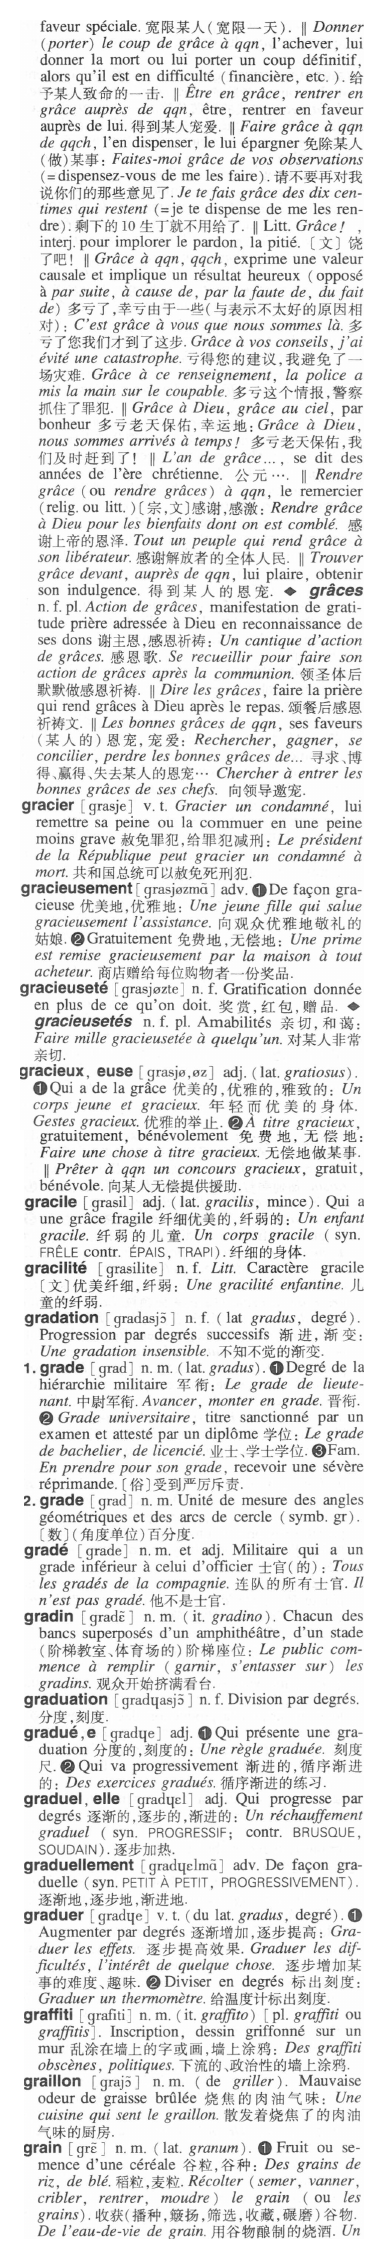 faveur spéciale. 宽限某人(宽限一天). ‖ Donner
(porter) le coup de grâce à qqn, l'achever, lui
donner la mort ou lui porter un coup définitif,
alors qu'il est en difficulté (financière, etc. ). 给
予某人致命的一击. ‖ Être en grâce, rentrer en
grâce auprès de qqn, être, rentrer en faveur
auprès de lui. 得到某人宠爱. ‖ Faire grâce à qqn
de qqch, l'en dispenser, le lui épargner 免除某人
(做)某事: Faites-moi grâce de vos observations
(=dispensez-vous de me les faire). 请不要再对我
说你们的那些意见了. Je te fais grâce des dix cen-
times qui restent (=je te dispense de me les ren-
dre). 剩下的 10 生丁就不用给了. ‖ Litt. Grâce! ,
interj. pour implorer le pardon, la pitié. 〔文〕饶
了吧! ‖ Grâce à qqn, qqch, exprime une valeur
causale et implique un résultat heureux (opposé
à par suite, à cause de, par la faute de, du fait
de) 多亏了,幸亏由于一些(与表示不太好的原因相
对): C'est grâce à vous que nous sommes là. 多
亏了您我们才到了这步. Grâce à vos conseils, j'ai
évité une catastrophe. 亏得您的建议,我避免了一
场灾难. Grâce à ce renseignement, la police a
mis la main sur le coupable. 多亏这个情报,警察
抓住了罪犯. ‖ Grâce à Dieu, grâce au ciel, par
bonheur 多亏老天保佑,幸运地: Grâce à Dieu,
nous sommes arrivés à temps! 多亏老天保佑,我
们及时赶到了! ‖ L'an de grâce..., se dit des
années de l'ère chrétienne. 公元…. ‖ Rendre
grâce (ou rendre grâces) à qqn, le remercier
(relig. ou litt. )〔宗,文〕感谢,感激: Rendre grâce
à Dieu pour les bienfaits dont on est comblé. 感
谢上帝的恩泽. Tout un peuple qui rend grâce à
son libérateur. 感谢解放者的全体人民. ‖ Trouver
grâce devant, auprès de qqn, lui plaire, obtenir
son indulgence. 得到某人的恩宠. ◆ grâces
n. f. pl. Action de grâces, manifestation de grati-
tude prière adressée à Dieu en reconnaissance de
ses dons 谢主恩,感恩祈祷: Un cantique d'action
de grâces. 感恩歌. Se recueillir pour faire son
action de grâces après la communion. 领圣体后
默默做感恩祈祷. ‖ Dire les grâces, faire la prière
qui rend grâces à Dieu après le repas. 颂餐后感恩
祈祷文. ‖ Les bonnes grâces de qqn, ses faveurs
(某人的)恩宠,宠爱: Rechercher, gagner, se
concilier, perdre les bonnes grâces de... 寻求、博
得、赢得、失去某人的恩宠… Chercher à entrer les
bonnes grâces de ses chefs. 向领导邀宠.
gracier [grasje] v. t. Gracier un condamné, lui
remettre sa peine ou la commuer en une peine
moins grave 赦免罪犯,给罪犯减刑: Le président
de la République peut gracier un condamné à
mort. 共和国总统可以赦免死刑犯.
gracieusement [grasjøzmɑ̃] adv. ❶De façon gra-
cieuse 优美地,优雅地: Une jeune fille qui salue
gracieusement l'assistance. 向观众优雅地敬礼的
姑娘. ❷Gratuitement 免费地,无偿地: Une prime
est remise gracieusement par la maison à tout
acheteur. 商店赠给每位购物者一份奖品.
gracieuseté [grasjøzte] n. f. Gratification donnée
en plus de ce qu'on doit. 奖赏,红包,赠品. ◆
gracieusetés n. f. pl. Amabilités 亲切,和蔼:
Faire mille gracieusetée à quelqu'un. 对某人非常
亲切.
gracieux, euse [grasjø,øz] adj. (lat. gratiosus).
❶Qui a de la grâce 优美的,优雅的,雅致的: Un
corps jeune et gracieux. 年轻而优美的身体.
Gestes gracieux. 优雅的举止. ❷À titre gracieux,
gratuitement, bénévolement 免费地,无偿地:
Faire une chose à titre gracieux. 无偿地做某事.
‖ Prêter à qqn un concours gracieux, gratuit,
bénévole. 向某人无偿提供援助.
gracile [grasil] adj. (lat. gracilis, mince). Qui a
une grâce fragile 纤细优美的,纤弱的: Un enfant
gracile. 纤弱的儿童. Un corps gracile (syn.
FRÊLE contr. ÉPAIS, TRAPI). 纤细的身体.
gracilité [grasilite] n. f. Litt. Caractère gracile
〔文〕优美纤细,纤弱: Une gracilité enfantine. 儿
童的纤弱.
gradation [gradasjɔ̃] n. f. (lat gradus, degré).
Progression par degrés successifs 渐进,渐变:
Une gradation insensible. 不知不觉的渐变.
1. grade [grad] n. m. (lat. gradus). ❶Degré de la
hiérarchie militaire 军衔: Le grade de lieute-
nant. 中尉军衔. Avancer, monter en grade. 晋衔.
❷ Grade universitaire, titre sanctionné par un
examen et attesté par un diplôme 学位: Le grade
de bachelier, de licencié. 业士、学士学位. ❸Fam.
En prendre pour son grade, recevoir une sévère
réprimande. 〔俗〕受到严厉斥责.
2. grade [grad] n. m. Unité de mesure des angles
géométriques et des arcs de cercle (symb. gr).
〔数〕(角度单位)百分度.
gradé [grade] n. m. et adj. Militaire qui a un
grade inférieur à celui d'officier 士官(的): Tous
les gradés de la compagnie. 连队的所有士官. Il
n'est pas gradé. 他不是士官.
gradin [gradɛ̃] n. m. (it. gradino). Chacun des
bancs superposés d'un amphithéâtre, d'un stade
(阶梯教室、体育场的)阶梯座位: Le public com-
mence à remplir (garnir, s'entasser sur) les
gradins. 观众开始挤满看台.
graduation [gradɥasjɔ̃] n. f. Division par degrés.
分度,刻度.
gradué,e [gradɥe] adj. ❶Qui présente une gra-
duation 分度的,刻度的: Une règle graduée. 刻度
尺. ❷ Qui va progressivement 渐进的,循序渐进
的: Des exercices gradués. 循序渐进的练习.
graduel, elle [gradɥɛl] adj. Qui progresse par
degrés 逐渐的,逐步的,渐进的: Un réchauffement
graduel ( syn. PROGRESSIF; contr. BRUSQUE,
SOUDAIN). 逐步加热.
graduellement [gradɥɛlmɑ̃] adv. De façon gra-
duelle (syn. PETIT À PETIT, PROGRESSIVEMENT).
逐渐地,逐步地,渐进地.
graduer [gradɥe] v. t. (du lat. gradus, degré). ❶
Augmenter par degrés 逐渐增加,逐步提高: Gra-
duer les effets. 逐步提高效果. Graduer les dif-
ficultés, l'intérêt de quelque chose. 逐步增加某
事的难度、趣味. ❷ Diviser en degrés 标出刻度:
Graduer un thermomètre. 给温度计标出刻度.
graffiti [grafiti] n. m. (it. graffito) [pl. graffiti ou
graffitis]. Inscription, dessin griffonné sur un
mur 乱涂在墙上的字或画,墙上涂鸦: Des graffiti
obscènes, politiques. 下流的、政治性的墙上涂鸦.
graillon [grajɔ̃] n. m. ( de griller). Mauvaise
odeur de graisse brûlée 烧焦的肉油气味: Une
cuisine qui sent le graillon. 散发着烧焦了的肉油
气味的厨房.
grain [grɛ̃] n. m. (lat. granum). ❶ Fruit ou se-
mence d'une céréale 谷粒,谷种: Des grains de
riz, de blé. 稻粒,麦粒. Récolter (semer, vanner,
cribler, rentrer, moudre) le grain ( ou les
grains). 收获(播种,簸扬,筛选,收藏,碾磨)谷物.
De l'eau-de-vie de grain. 用谷物酿制的烧酒. Un